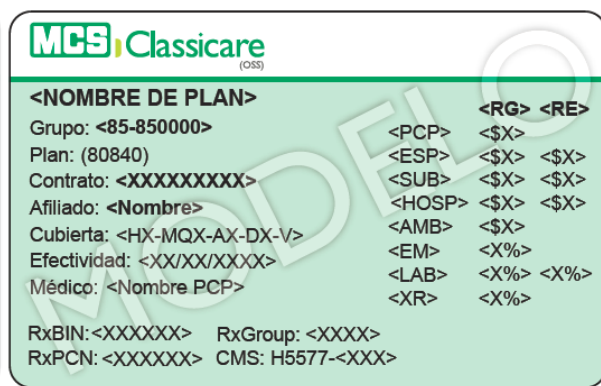 MCS Classicare
(OSS)
<NOMBRE DE PLAN>
Grupo: <85-850000>
Plan: (80840)
Contrato: <XXXXXXXXX>
Afiliado: <Nombre>
Cubierta: <HX-MQX-AX-DX-V>
Efectividad: <XX/XX/XXXX>
Médico: <Nombre PCP>
<RG> <RE>
<PCP> <$X>
<ESP> <$X> <$X>
<SUB> <$X> <$X>
<HOSP> <$X> <$X>
<AMB> <$X>
<EM> <X%>
<LAB> <X%> <X%>
<XR> <X%>
RxBIN:<XXXXXX> RxGroup: <XXXX>
RxPCN: <XXXXXX> CMS: H5577-<XXX>
MODELO